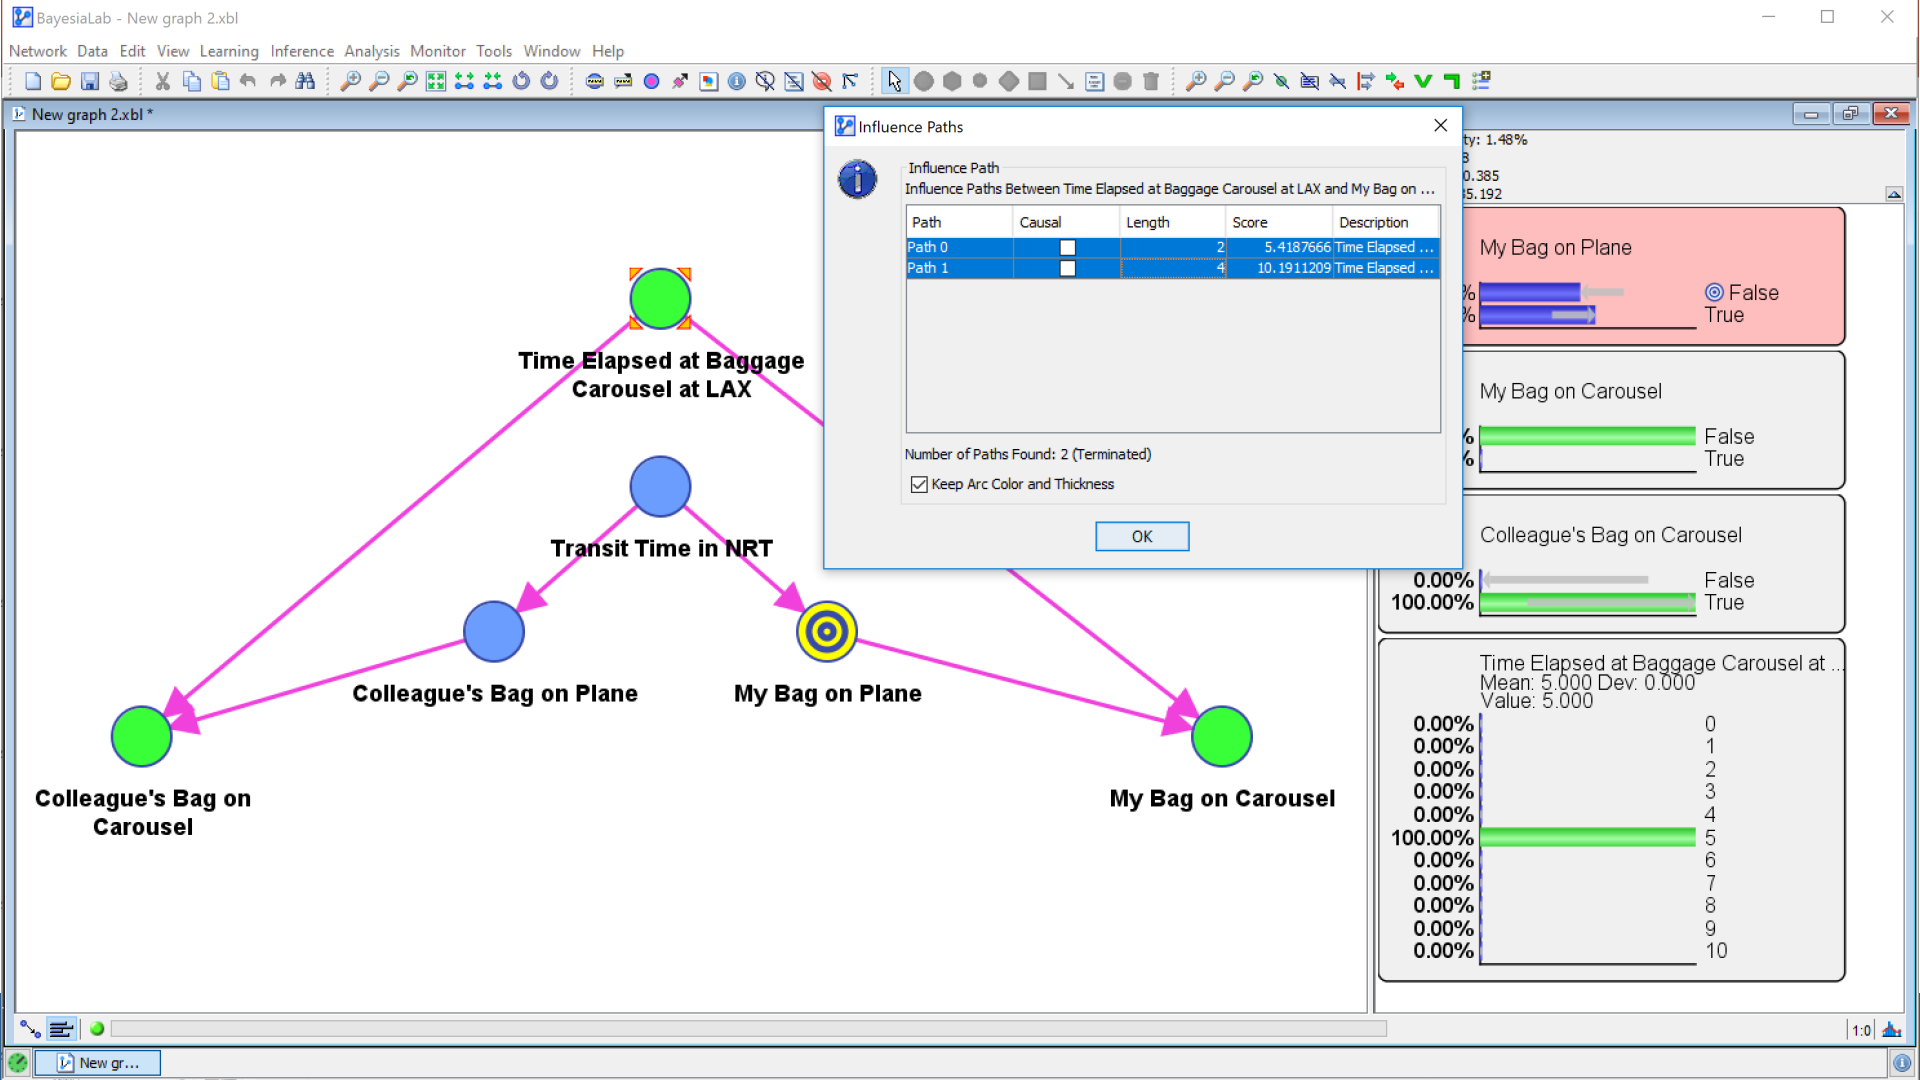 BayesiaLab - New graph 2.xbl
Network Data Edit View Learning Inference Analysis Monitor Tools Window Help
New graph 2.xbl *
Influence Paths
Influence Path
Influence Paths Between Time Elapsed at Baggage Carousel at LAX and My Bag on ...
Path Causal Length Score Description
Path 0 2 5.4187666 Time Elapsed ...
Path 1 4 10.1911209 Time Elapsed ...
Number of Paths Found: 2 (Terminated)
Keep Arc Color and Thickness
OK
Time Elapsed at Baggage
Carousel at LAX
Transit Time in NRT
Colleague's Bag on Plane
My Bag on Plane
Colleague's Bag on
Carousel
My Bag on Carousel
ty: 1.48%
0.385
5.192
My Bag on Plane
% False
% True
My Bag on Carousel
% False
% True
Colleague's Bag on Carousel
0.00% False
100.00% True
Time Elapsed at Baggage Carousel at ...
Mean: 5.000 Dev: 0.000
Value: 5.000
0.00% 0
0.00% 1
0.00% 2
0.00% 3
0.00% 4
100.00% 5
0.00% 6
0.00% 7
0.00% 8
0.00% 9
0.00% 10
1:0
New gr...